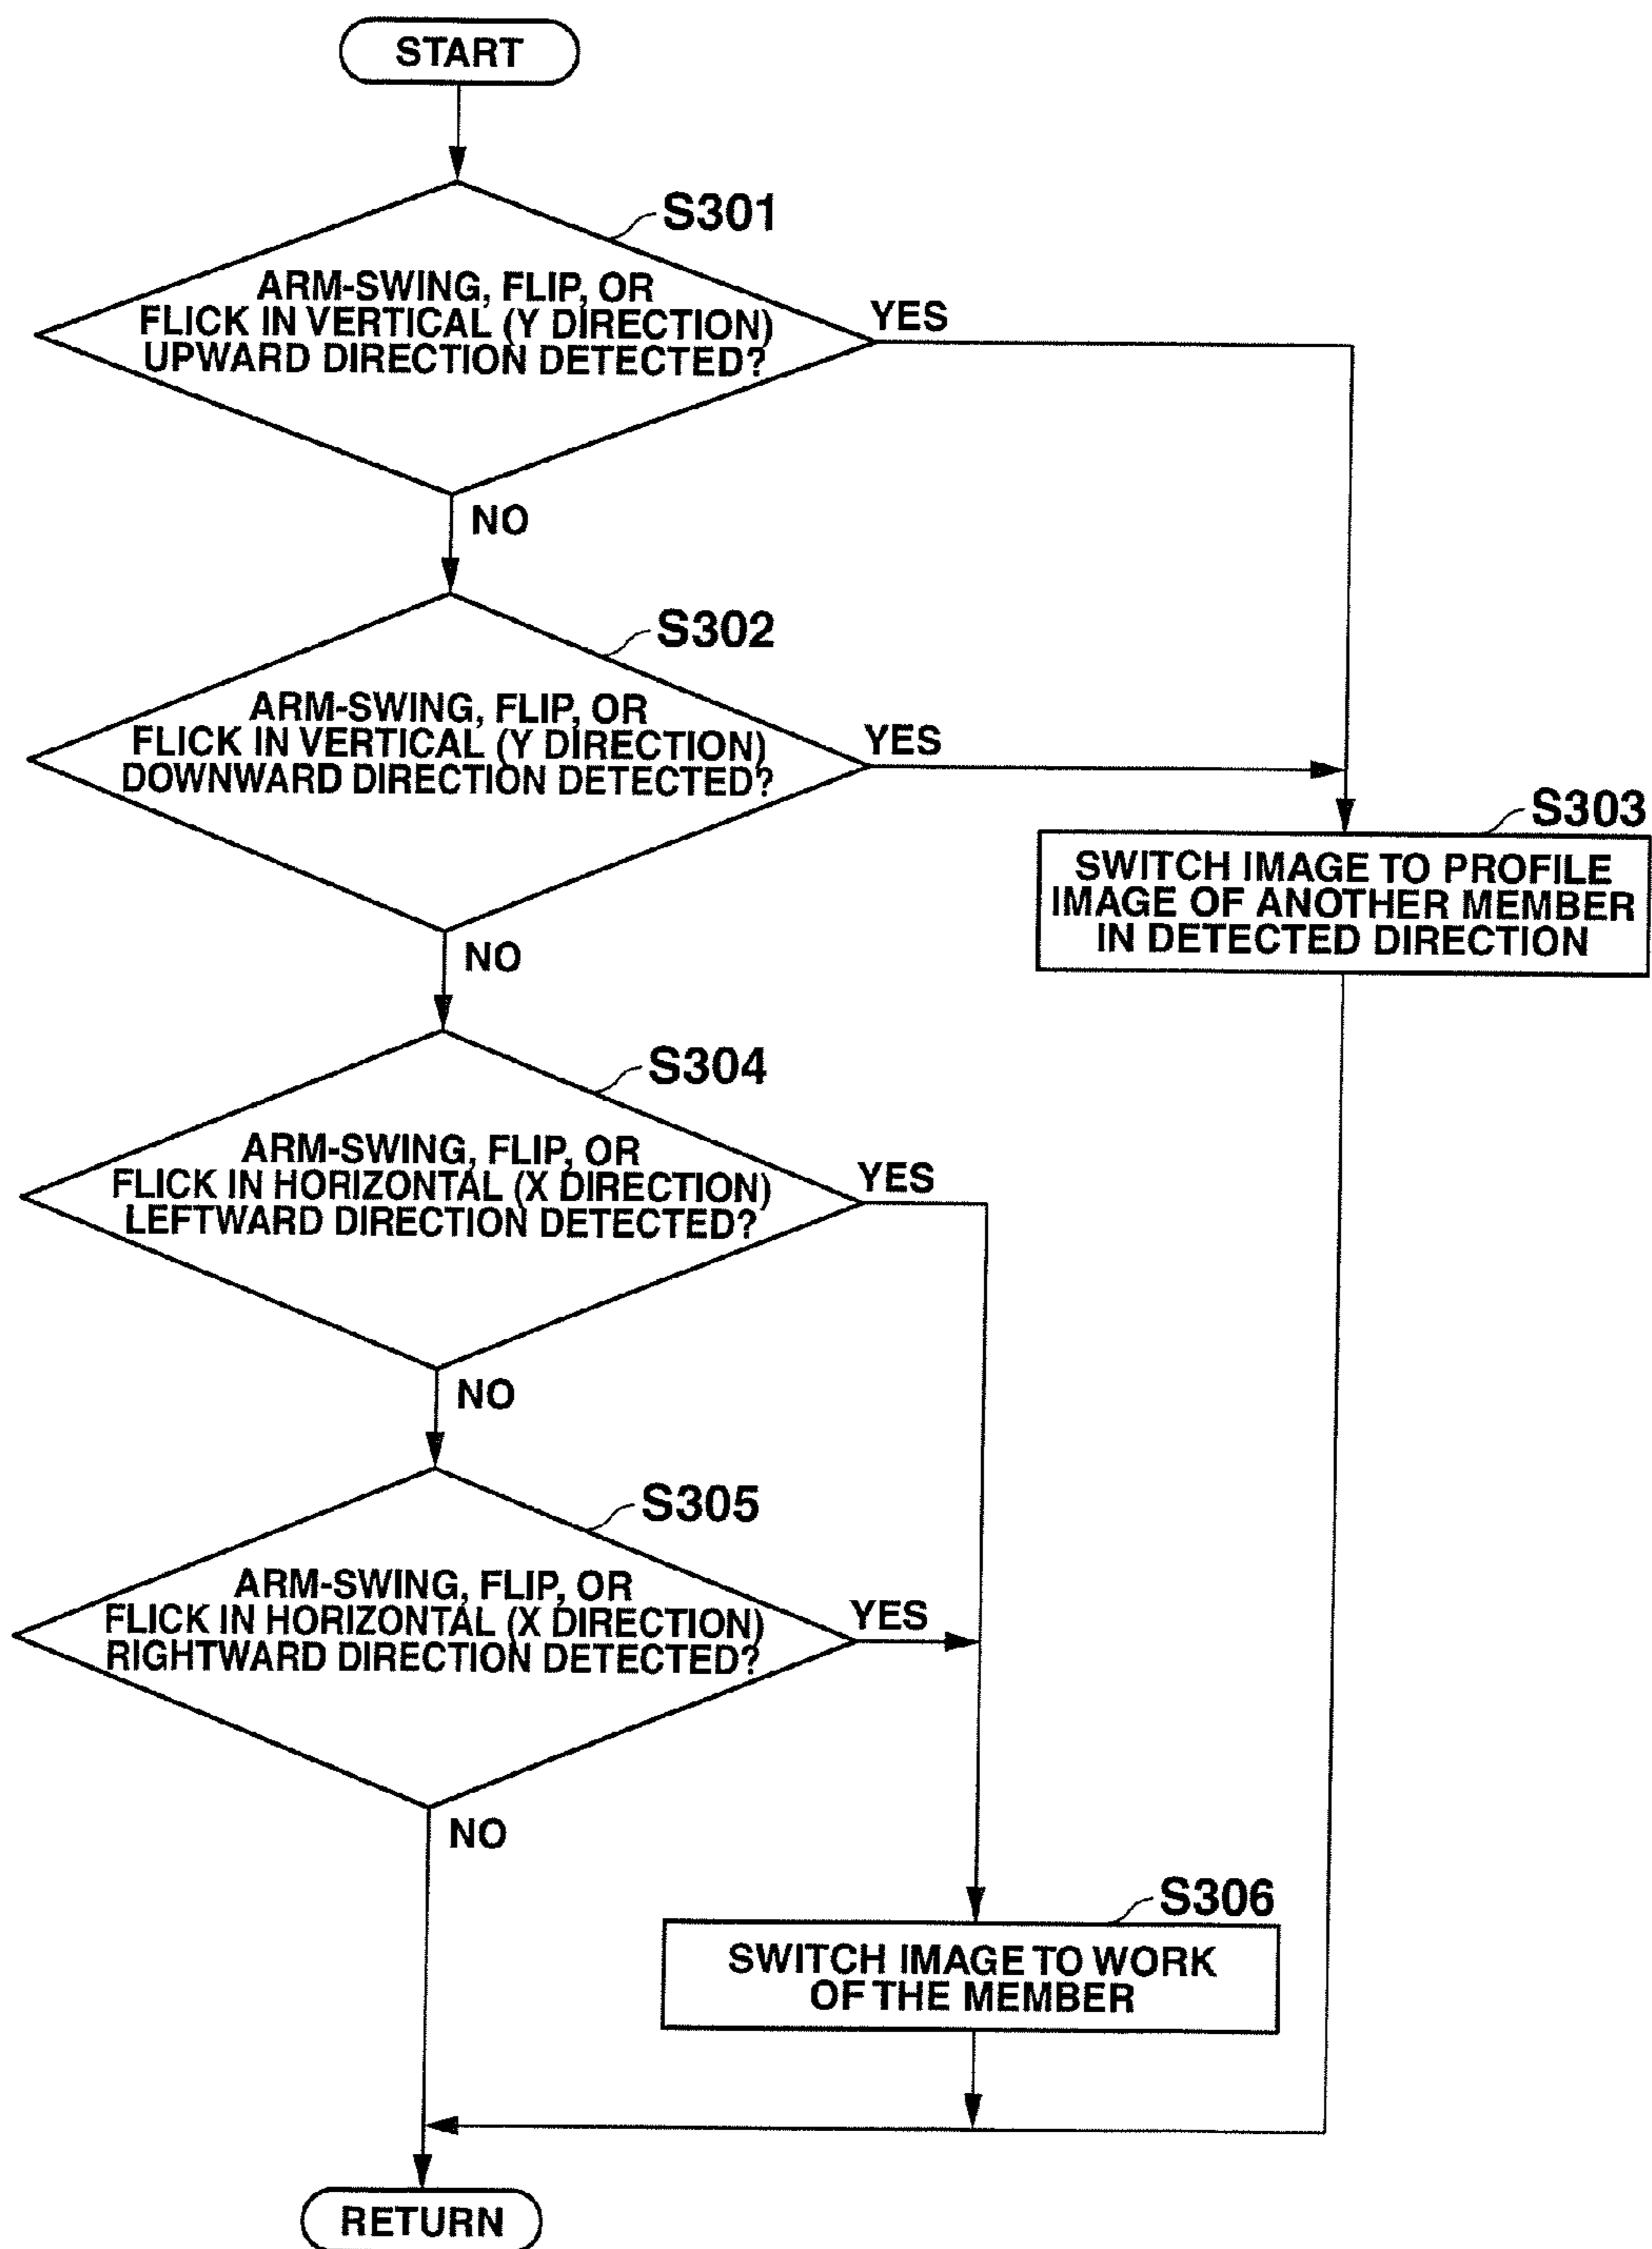 START
S301
ARM-SWING, FLIP, OR
FLICK IN VERTICAL (Y DIRECTION)
UPWARD DIRECTION DETECTED?
YES
NO
S302
ARM-SWING, FLIP, OR
FLICK IN VERTICAL (Y DIRECTION)
DOWNWARD DIRECTION DETECTED?
YES
S303
SWITCH IMAGE TO PROFILE
IMAGE OF ANOTHER MEMBER
IN DETECTED DIRECTION
NO
S304
ARM-SWING, FLIP, OR
FLICK IN HORIZONTAL (X DIRECTION)
LEFTWARD DIRECTION DETECTED?
YES
NO
S305
ARM-SWING, FLIP, OR
FLICK IN HORIZONTAL (X DIRECTION)
RIGHTWARD DIRECTION DETECTED?
YES
NO
S306
SWITCH IMAGE TO WORK
OF THE MEMBER
RETURN